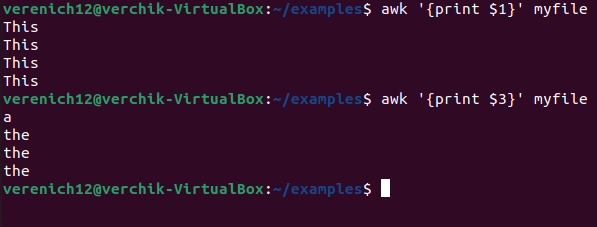 verenich12@verchik-VirtualBox:~/examples$ awk '{print $1}' myfile
This
This
This
This
verenich12@verchik-VirtualBox:~/examples$ awk '{print $3}' myfile
a
the
the
the
verenich12@verchik-VirtualBox:~/examples$